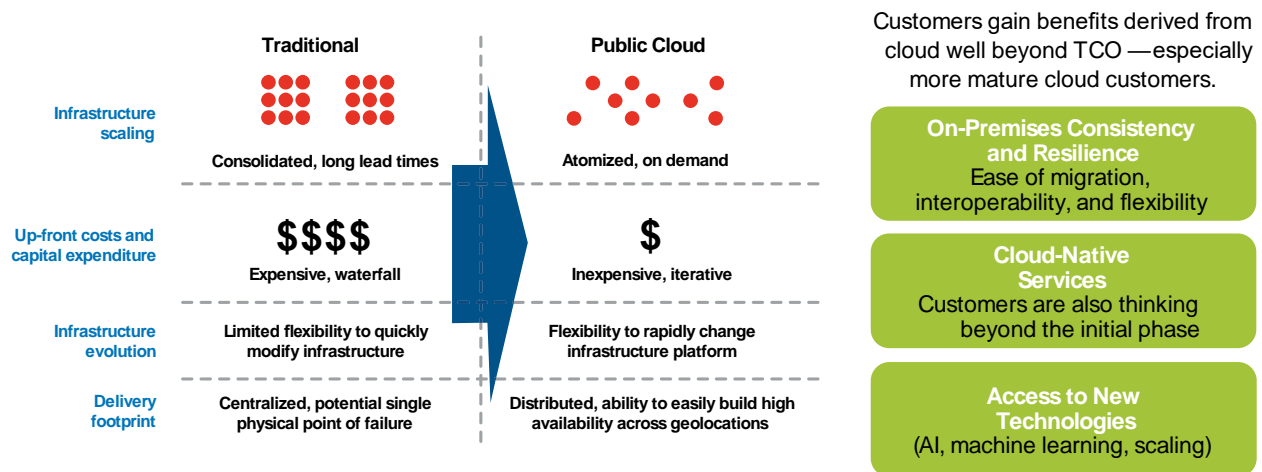 Traditional
Public Cloud
Infrastructure
scaling
Consolidated, long lead times
Atomized, on demand
Up-front costs and
capital expenditure
$$$$
$
Expensive, waterfall
Inexpensive, iterative
Infrastructure
evolution
Limited flexibility to quickly
modify infrastructure
Flexibility to rapidly change
infrastructure platform
Delivery
footprint
Centralized, potential single
physical point of failure
Distributed, ability to easily build high
availability across geolocations
Customers gain benefits derived from
cloud well beyond TCO —especially
more mature cloud customers.
On-Premises Consistency
and Resilience
Ease of migration,
interoperability, and flexibility
Cloud-Native
Services
Customers are also thinking
beyond the initial phase
Access to New
Technologies
(AI, machine learning, scaling)